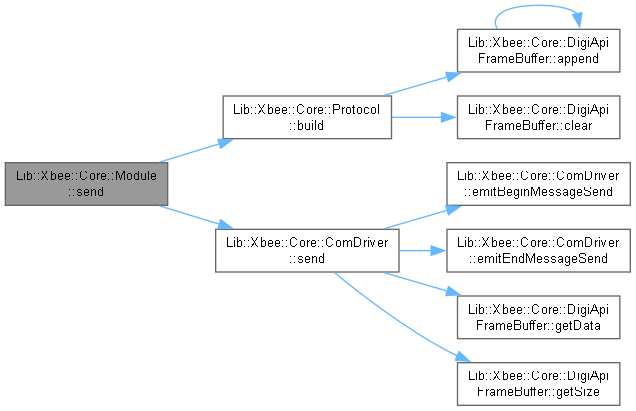 Lib::Xbee::Core::DigiApi
FrameBuffer::append
Lib::Xbee::Core::Protocol
::build
Lib::Xbee::Core::DigiApi
FrameBuffer::clear
Lib::Xbee::Core::Module
::send
Lib::Xbee::Core::ComDriver
::emitBeginMessageSend
Lib::Xbee::Core::ComDriver
::send
Lib::Xbee::Core::ComDriver
::emitEndMessageSend
Lib::Xbee::Core::DigiApi
FrameBuffer::getData
Lib::Xbee::Core::DigiApi
FrameBuffer::getSize